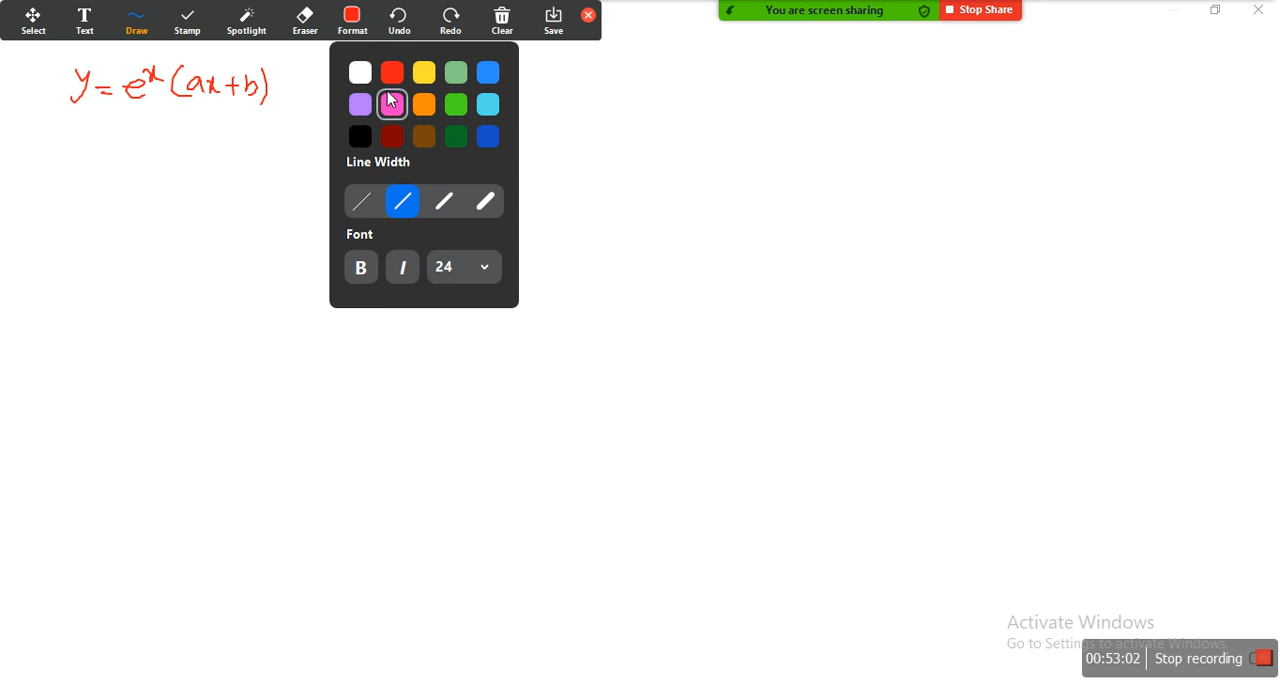 Select Text Draw Stamp Spotlight Eraser Format Undo Redo Clear Save
You are screen sharing Stop Share
y = e^x (ax+b)
Line Width
Font
B I 24
Activate Windows
Go to Settings to activate Windows.
00:53:02 Stop recording